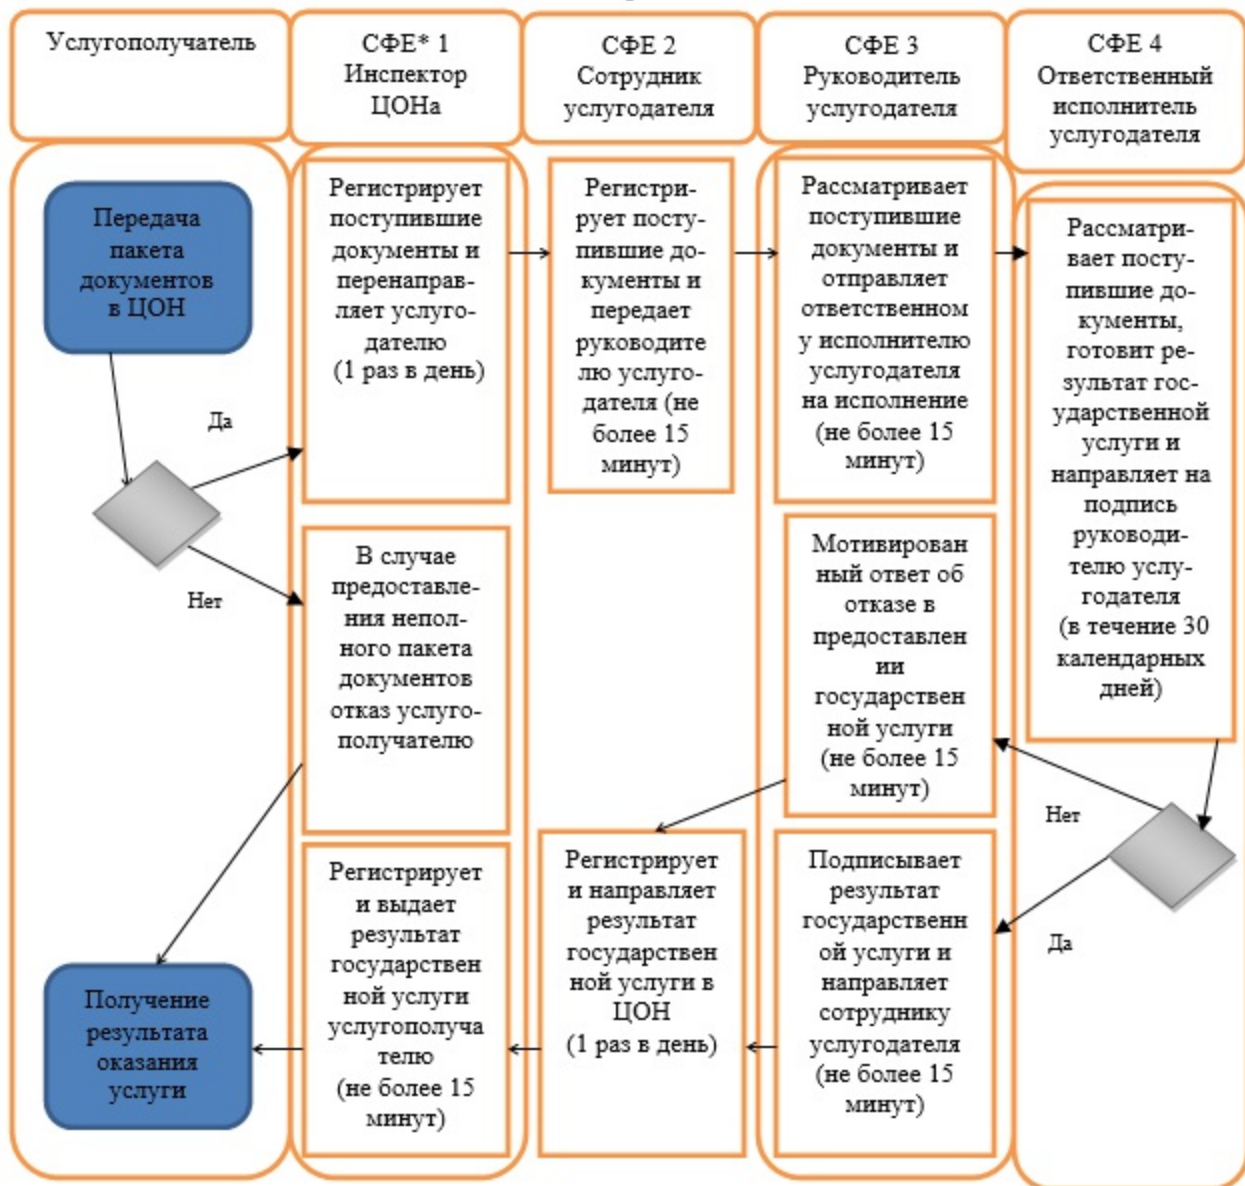 Услугополучатель
СФЕ* 1
Инспектор
ЦОНа
СФЕ 2
Сотрудник
услугодателя
СФЕ 3
Руководитель
услугодателя
СФЕ 4
Ответственный
исполнитель
услугодателя
Передача
пакета
документов
в ЦОН
Да
Нет
Регистрирует
поступившие
документы и
перенаправ-
ляет услуго-
дателю
(1 раз в день)
Регистри-
рует посту-
пившие до-
кументы и
передает
руководите
лю услуго-
дателя (не
более 15
минут)
Рассматривает
поступившие
документы и
отправляет
ответственном
у исполнителю
услугодателя
на исполнение
(не более 15
минут)
Рассматри-
вает посту-
пившие до-
кументы,
готовит ре-
зультат гос-
ударственной
услуги и
направляет на
подпись
руководи-
телю услу-
годателя
(в течение 30
календарных
дней)
В случае
предоставле-
ния непол-
ного пакета
документов
отказ услуго-
получателю
Мотивирован
ный ответ об
отказе в
предоставлен
ии
государствен
ной услуги
(не более 15
минут)
Нет
Да
Получение
результата
оказания
услуги
Регистрирует
и выдает
результат
государствен
ной услуги
услугополуча
телю
(не более 15
минут)
Регистрирует
и направляет
результат
государствен
ной услуги в
ЦОН
(1 раз в день)
Подписывает
результат
государственн
ой услуги и
направляет
сотруднику
услугодателя
(не более 15
минут)